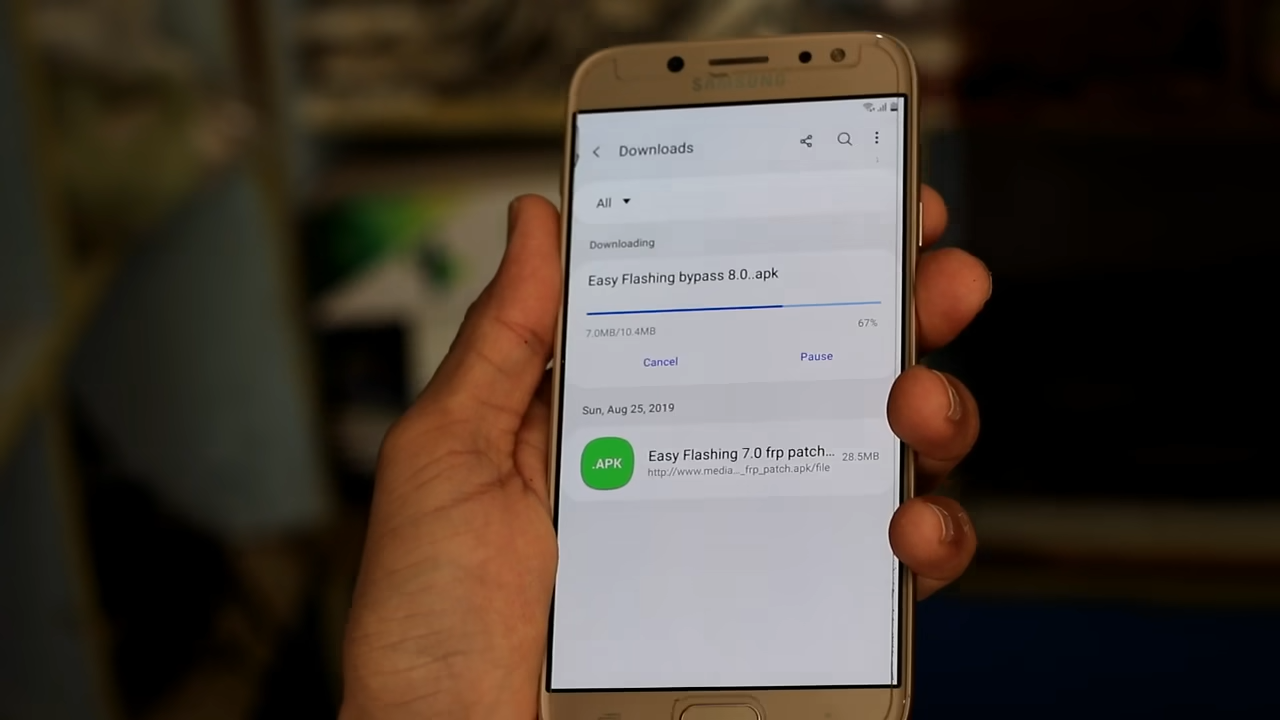 SAMSUNG
Downloads
All
Downloading
Easy Flashing bypass 8.0..apk
7.0MB/10.4MB
67%
Cancel
Pause
Sun, Aug 25, 2019
.APK
Easy Flashing 7.0 frp patch...
28.5MB
http://www.media..._frp_patch.apk/file